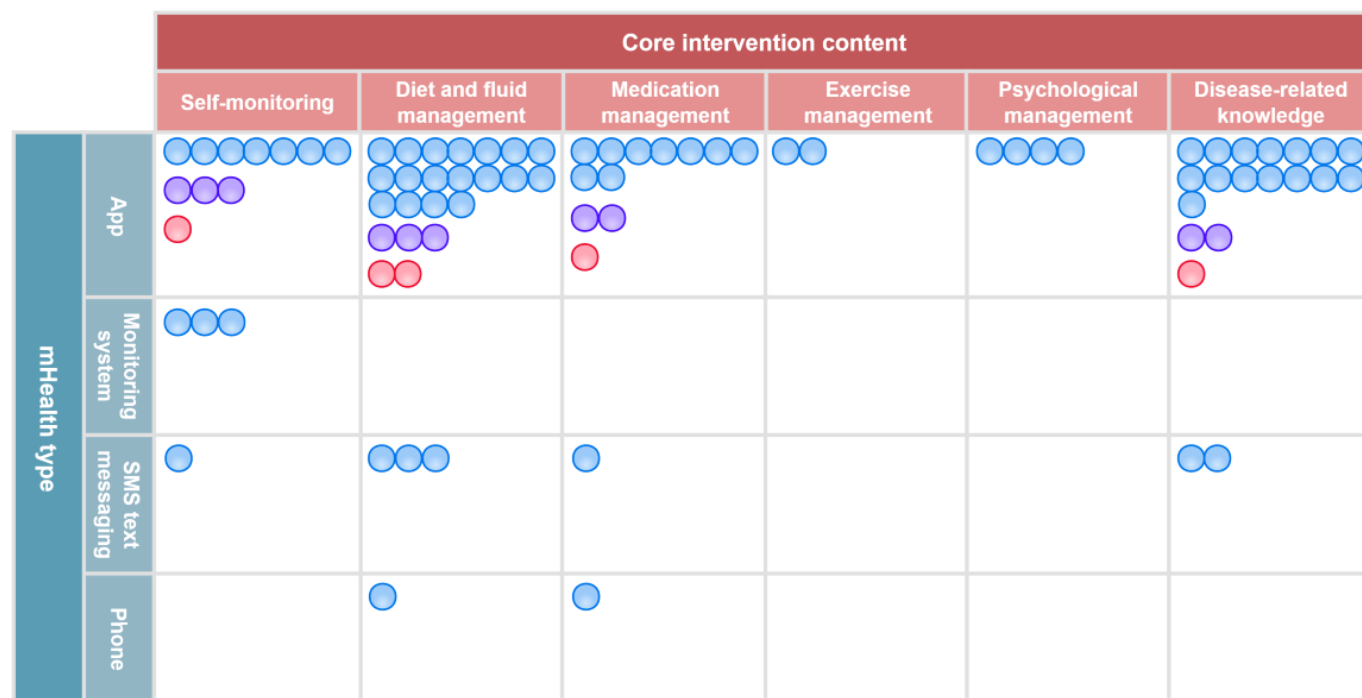 Core intervention content
Self-monitoring
Diet and fluid
management
Medication
management
Exercise
management
Psychological
management
Disease-related
knowledge
mHealth type
App
Monitoring
system
SMS text
messaging
Phone